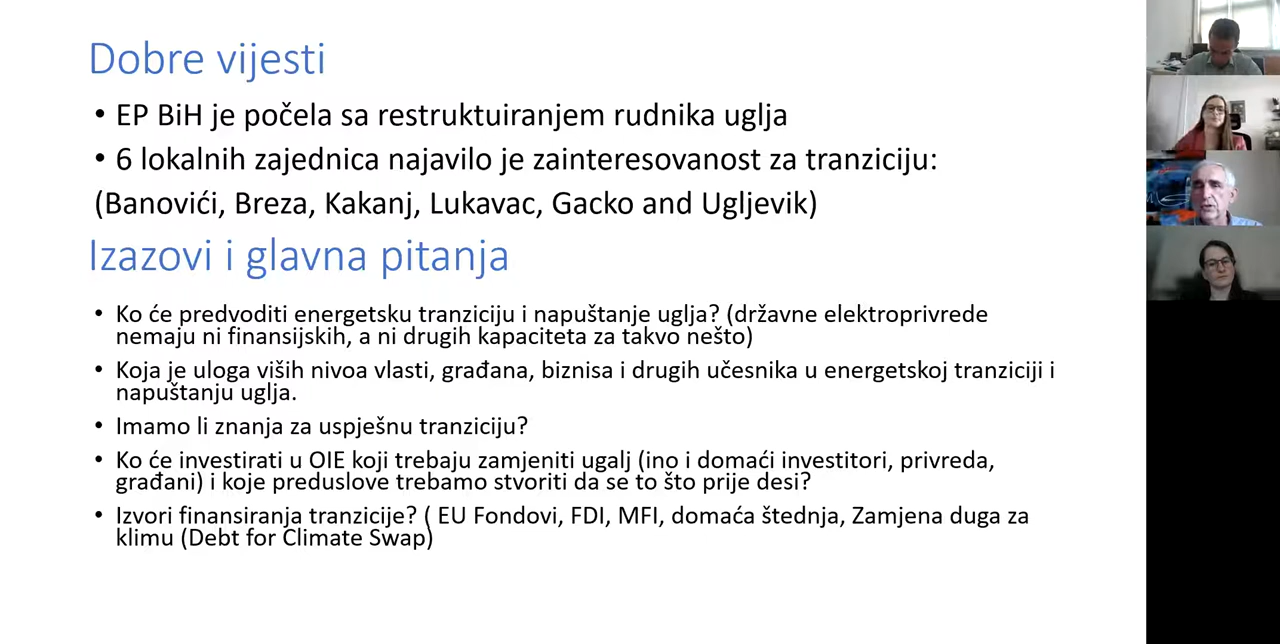 Dobre vijesti
• EP BiH je počela sa restruktuiranjem rudnika uglja
• 6 lokalnih zajednica najavilo je zainteresovanost za tranziciju:
(Banovići, Breza, Kakanj, Lukavac, Gacko and Ugljevik)
Izazovi i glavna pitanja
• Ko će predvoditi energetsku tranziciju i napuštanje uglja? (državne elektroprivrede
nemaju ni finansijskih, a ni drugih kapaciteta za takvo nešto)
• Koja je uloga viših nivoa vlasti, građana, biznisa i drugih učesnika u energetskoj tranziciji i
napuštanju uglja.
• Imamo li znanja za uspješnu tranziciju?
• Ko će investirati u OIE koji trebaju zamjeniti ugalj (ino i domaći investitori, privreda,
građani) i koje preduslove trebamo stvoriti da se to što prije desi?
• Izvori finansiranja tranzicije? ( EU Fondovi, FDI, MFI, domaća štednja, Zamjena duga za
klimu (Debt for Climate Swap)